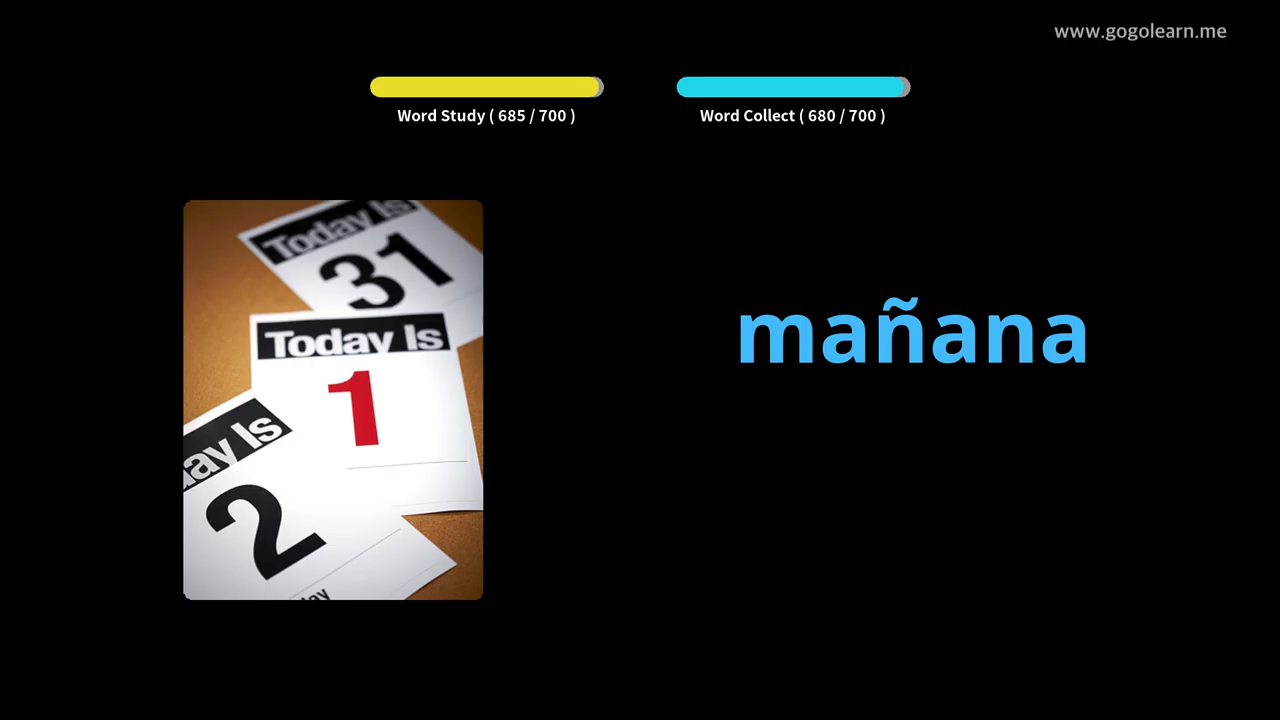 www.gogolearn.me
Word Study ( 685 / 700 )
Word Collect ( 680 / 700 )
Today Is
31
Today Is
1
ay Is
2
mañana